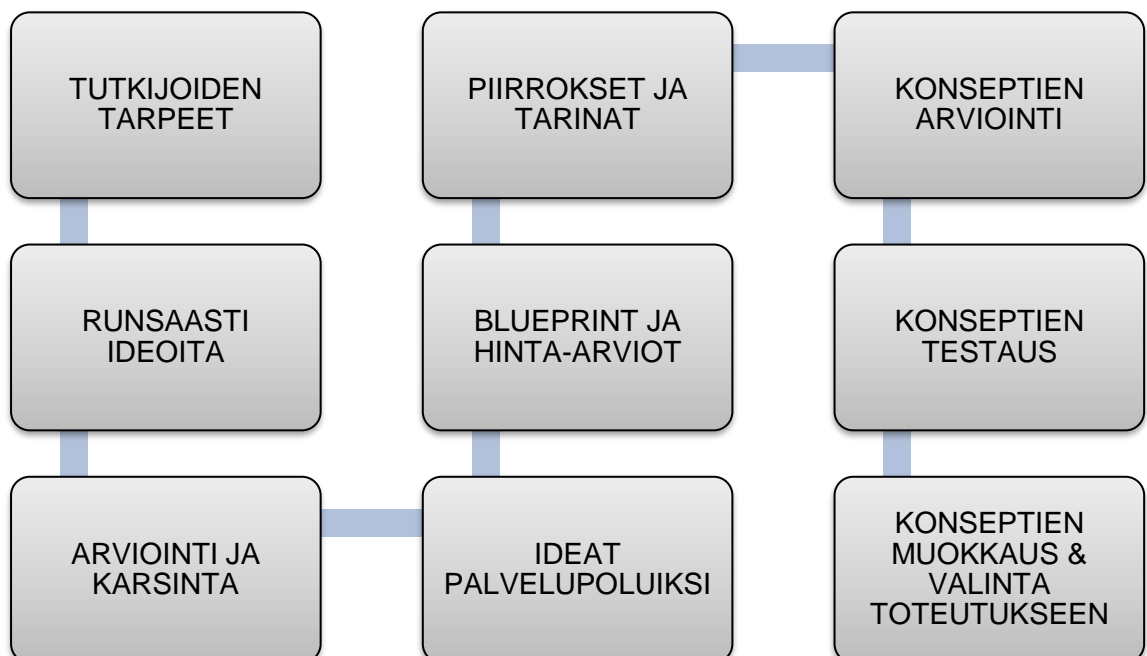 TUTKIJOIDEN
TARPEET
RUNSAASTI
IDEOITA
ARVIOINTI JA
KARSINTA
IDEAT
PALVELUPOLUIKSI
BLUEPRINT JA
HINTA-ARVIOT
PIIRROKSET JA
TARINAT
KONSEPTIEN
ARVIOINTI
KONSEPTIEN
TESTAUS
KONSEPTIEN
MUOKKAUS &
VALINTA
TOTEUTUKSEEN